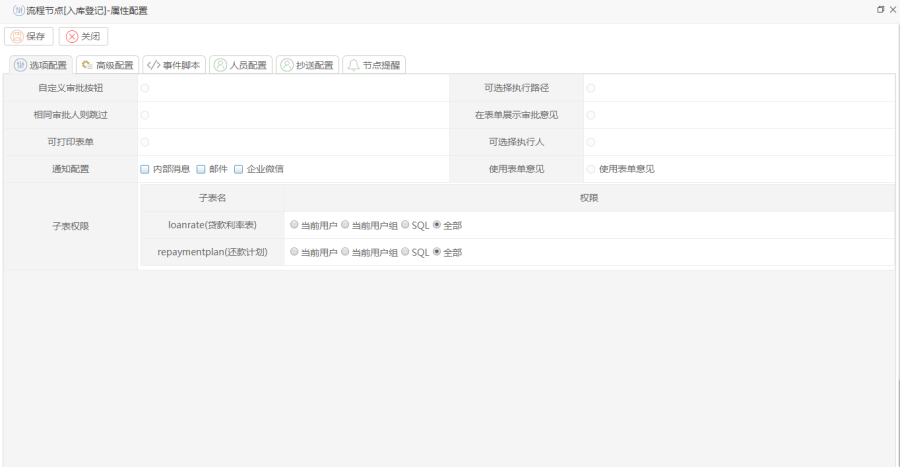 流程节点[入库登记]-属性配置
保存 关闭
选项配置 高级配置 事件脚本 人员配置 抄送配置 节点提醒
自定义审批按钮 可选择执行路径
相同审批人则跳过 在表单展示审批意见
可打印表单 可选择执行人
通知配置 内部消息 邮件 企业微信 使用表单意见 使用表单意见
子表权限 子表名 权限
loanrate(贷款利率表) 当前用户 当前用户组 SQL 全部
repaymentplan(还款计划) 当前用户 当前用户组 SQL 全部